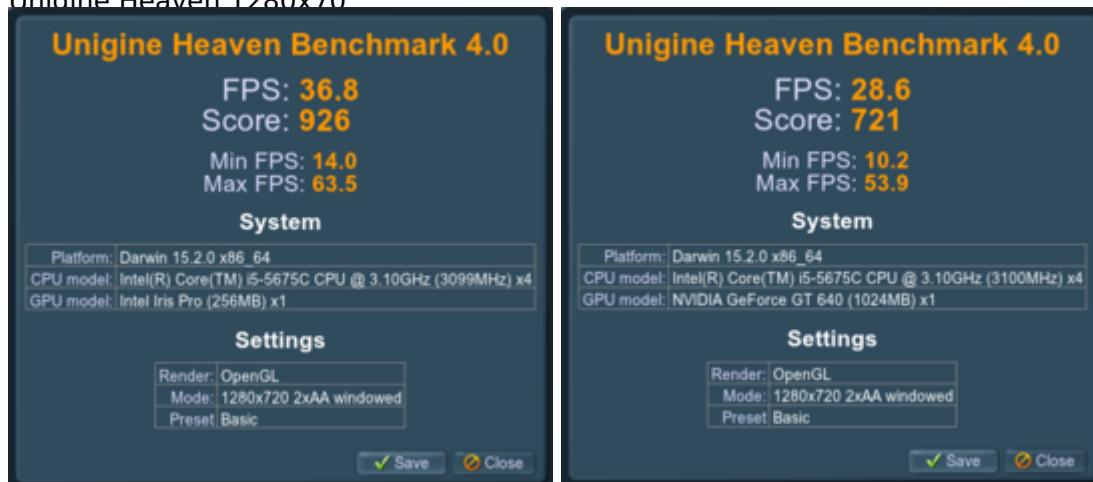 Unigine Heaven 1280x70
Unigine Heaven Benchmark 4.0
FPS: 36.8
Score: 926
Min FPS: 14.0
Max FPS: 63.5
System
Platform: Darwin 15.2.0 x86_64
CPU model: Intel(R) Core(TM) i5-5675C CPU @ 3.10GHz (3099MHz) x4
GPU model: Intel Iris Pro (256MB) x1
Settings
Render: OpenGL
Mode: 1280x720 2xAA windowed
Preset Basic
Save Close
Unigine Heaven Benchmark 4.0
FPS: 28.6
Score: 721
Min FPS: 10.2
Max FPS: 53.9
System
Platform: Darwin 15.2.0 x86_64
CPU model: Intel(R) Core(TM) i5-5675C CPU @ 3.10GHz (3100MHz) x4
GPU model: NVIDIA GeForce GT 640 (1024MB) x1
Settings
Render: OpenGL
Mode: 1280x720 2xAA windowed
Preset Basic
Save Close